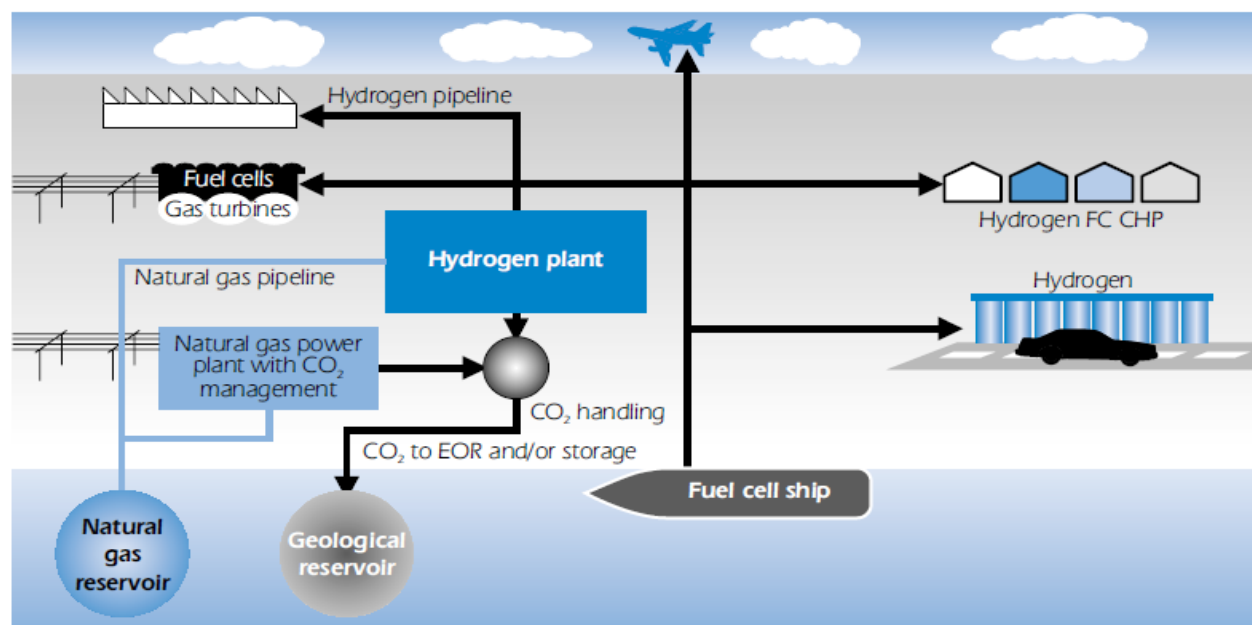 Hydrogen pipeline
Fuel cells
Gas turbines
Hydrogen FC CHP
Hydrogen plant
Natural gas pipeline
Hydrogen
Natural gas power
plant with CO₂
management
CO₂ handling
CO₂ to EOR and/or storage
Fuel cell ship
Natural
gas
reservoir
Geological
reservoir